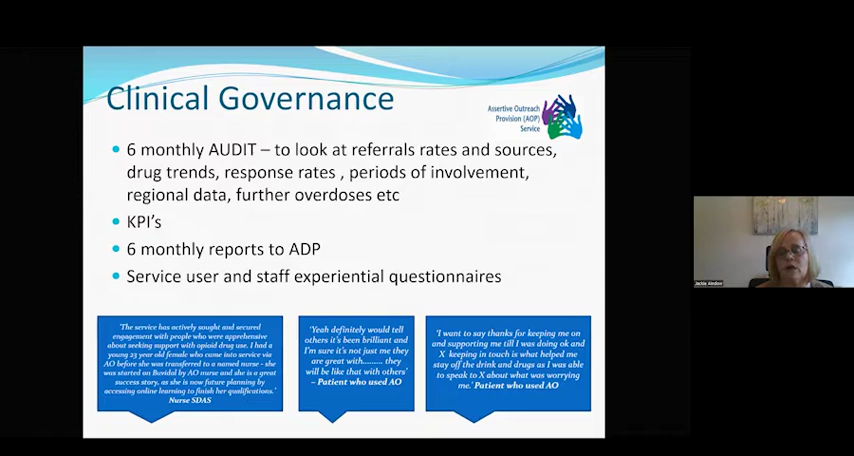 Clinical Governance
Assertive Outreach
Provision (AOP)
Service
6 monthly AUDIT – to look at referrals rates and sources,
drug trends, response rates , periods of involvement,
regional data, further overdoses etc
KPI's
6 monthly reports to ADP
Service user and staff experiential questionnaires
'The service has actively sought and secured
engagement with people who were apprehensive
about seeking support with opioid drug use. I had a
young 23 year old female who came into service via
AO before she was transferred to a named nurse - she
was started on Buvidal by AO nurse and she is a great
success story, as she is now future planning by
accessing online learning to finish her qualifications.'
Nurse SDAS
'Yeah definitely would tell
others it's been brilliant and
I'm sure it's not just me they
are great with......... they
will be like that with others'
~ Patient who used AO
'I want to say thanks for keeping me on
and supporting me till I was doing ok and
X keeping in touch is what helped me
stay off the drink and drugs as I was able
to speak to X about what was worrying
me.' Patient who used AO
Jackie